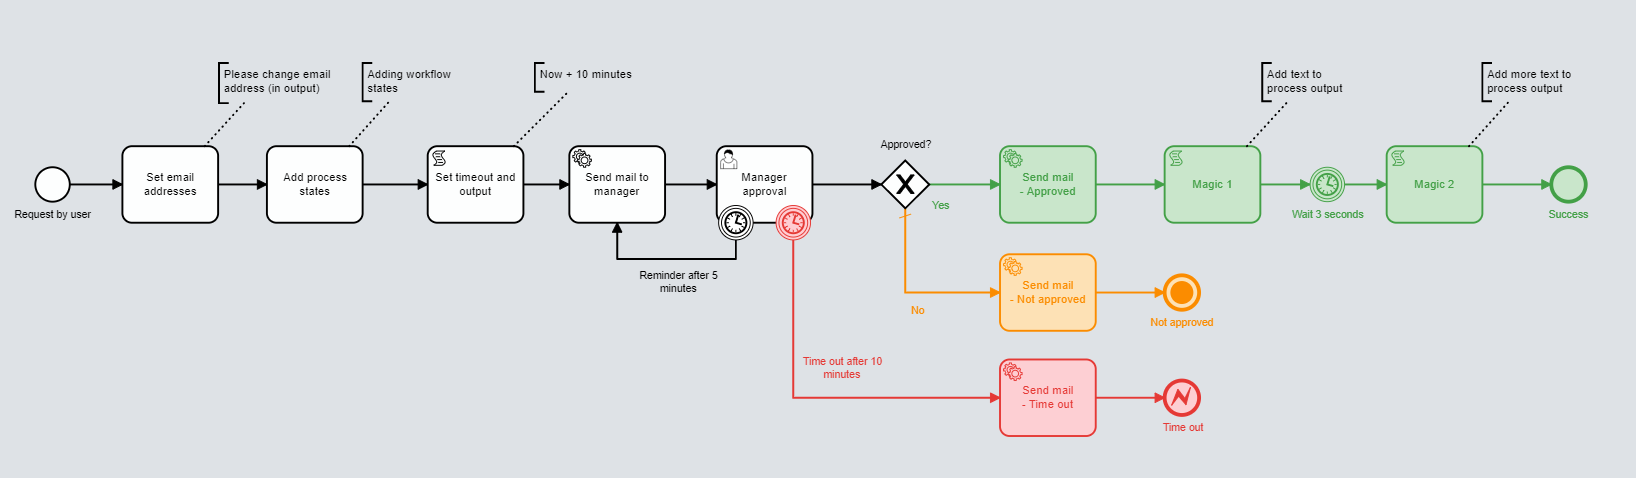 Please change email
address (in output)
Adding workflow
states
Now + 10 minutes
Add text to
process output
Add more text to
process output
Request by user
Set email
addresses
Add process
states
Set timeout and
output
Send mail to
manager
Manager
approval
Reminder after 5
minutes
Time out after 10
minutes
Approved?
Yes
No
Send mail
- Approved
Magic 1
Wait 3 seconds
Magic 2
Success
Send mail
- Not approved
Not approved
Send mail
- Time out
Time out